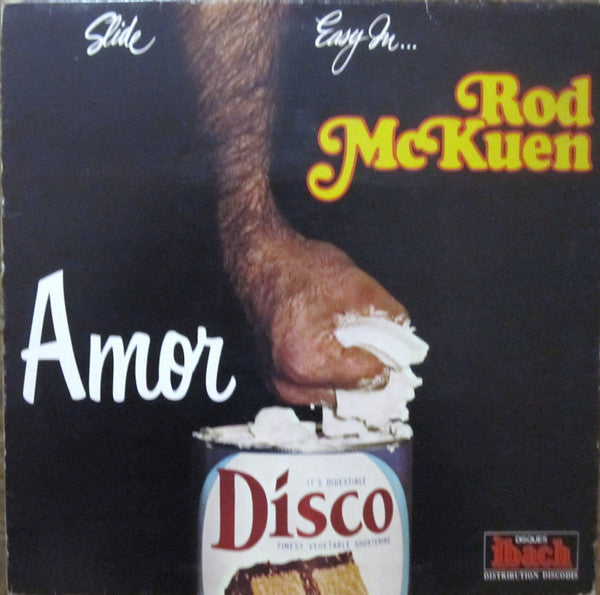 Slide Easy In...
Rod
McKuen
Amor
IT'S DIGESTIBLE
Disco
FINEST VEGETABLE SHORTENING
DISQUES
Ibach
DISTRIBUTION DISCODIS